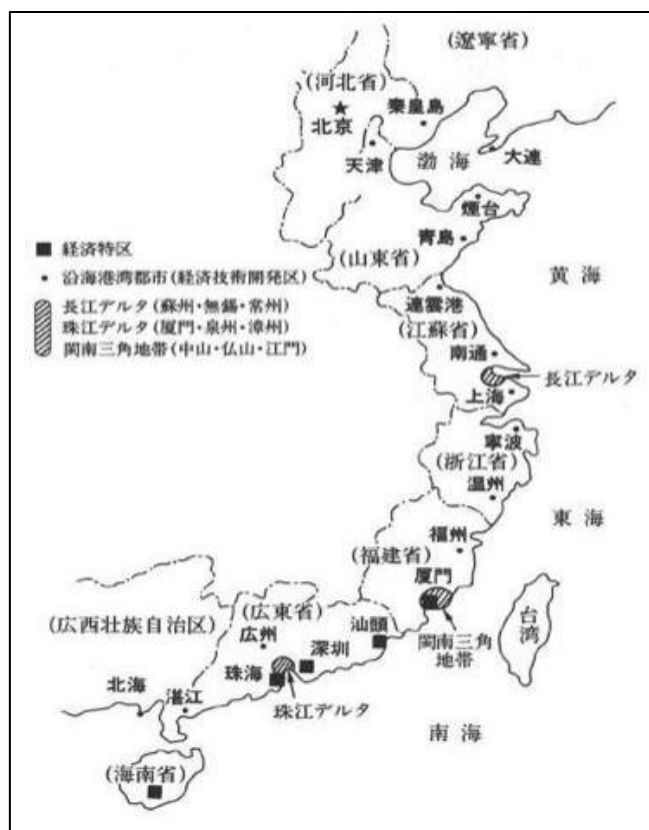 (遼寧省)
(河北省)
秦皇島
北京
天津
渤海
大連
煙台
青島
(山東省)
■ 経済特区
• 沿海港湾都市(経済技術開発区)
長江デルタ(蘇州・無錫・常州)
珠江デルタ(厦門・泉州・漳州)
閩南三角地帯(中山・仏山・江門)
黄海
連雲港
(江蘇省)
南通
長江デルタ
上海
寧波
(浙江省)
温州
東海
福州
(福建省)
厦門
台湾
(広東省)
(広西壮族自治区)
広州
汕頭
閩南三角
地帯
深圳
珠海
北海
湛江
珠江デルタ
南海
(海南省)